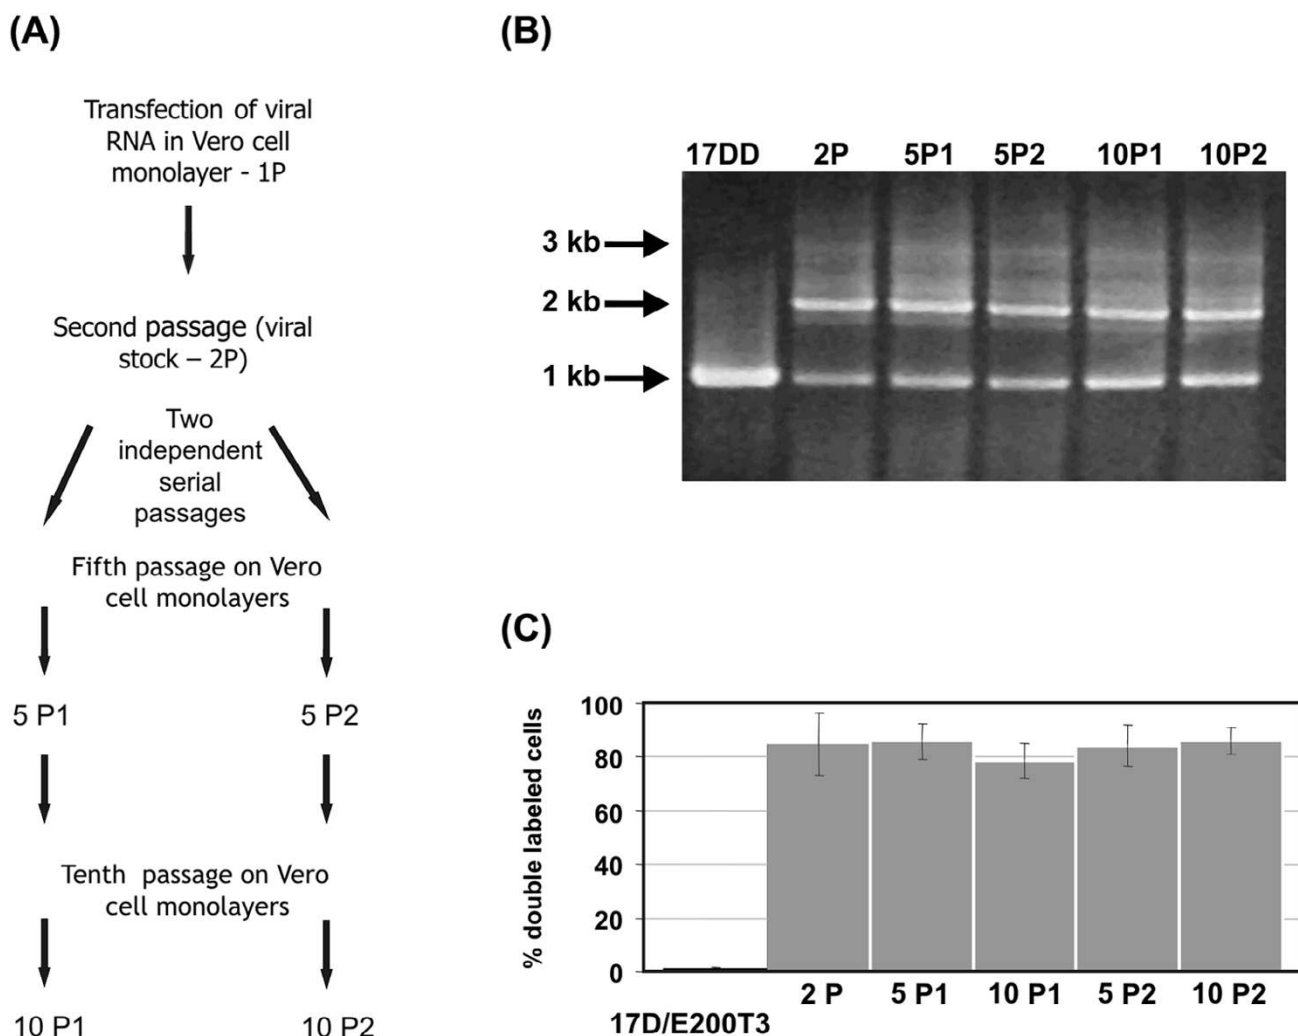 (A)
Transfection of viral
RNA in Vero cell
monolayer - 1P
Second passage (viral
stock – 2P)
Two
independent
serial
passages
Fifth passage on Vero
cell monolayers
5 P1 5 P2
Tenth passage on Vero
cell monolayers
10 P1 10 P2
(B)
17DD 2P 5P1 5P2 10P1 10P2
3 kb
2 kb
1 kb
(C)
% double labeled cells
100
80
60
40
20
0
2 P 5 P1 10 P1 5 P2 10 P2
17D/E200T3